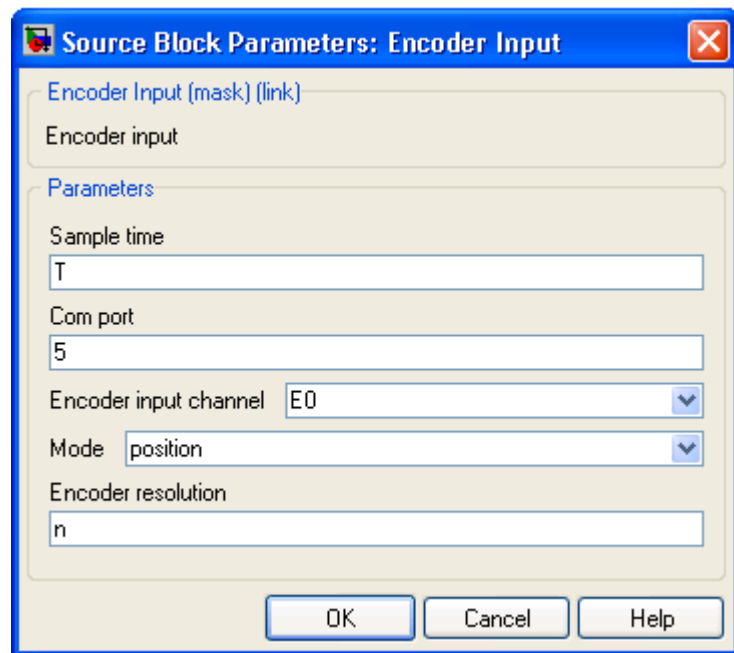 Source Block Parameters: Encoder Input
Encoder Input (mask) (link)
Encoder input
Parameters
Sample time
T
Com port
5
Encoder input channel E0
Mode position
Encoder resolution
n
OK Cancel Help